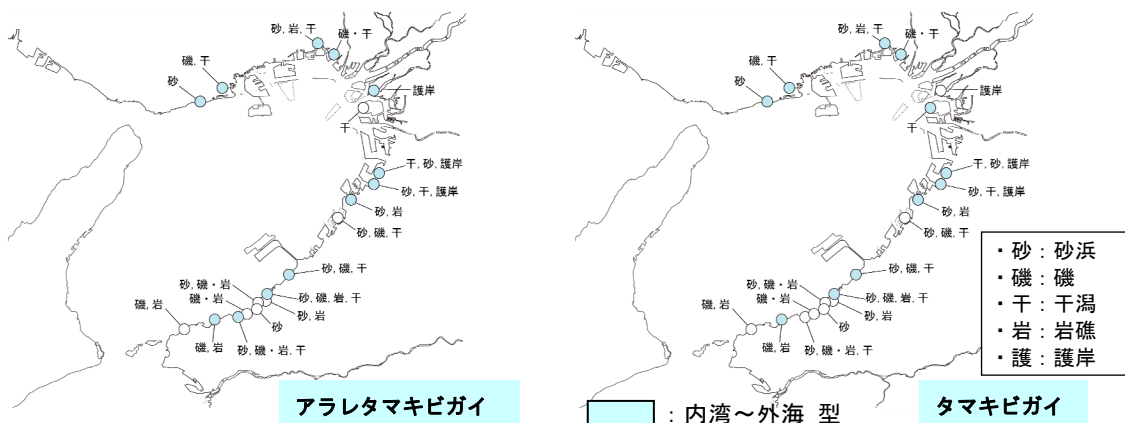 砂, 岩, 干
磯・干
磯, 干
砂
護岸
干
干, 砂, 護岸
砂, 干, 護岸
砂, 岩
砂, 磯, 干
砂, 磯, 干
砂, 磯・岩
磯・岩
砂, 磯, 岩, 干
砂, 岩
磯, 岩
砂
磯, 岩
砂, 磯・岩, 干
アラレタマキビガイ
砂, 岩, 干
磯・干
磯, 干
砂
護岸
干
干, 砂, 護岸
砂, 干, 護岸
砂, 岩
砂, 磯, 干
砂, 磯, 干
砂, 磯・岩
磯・岩
砂, 磯, 岩, 干
砂, 岩
磯, 岩
砂
磯, 岩
砂, 磯・岩, 干
・砂：砂浜
・磯：磯
・干：干潟
・岩：岩礁
・護：護岸
：内湾～外海 型
タマキビガイ